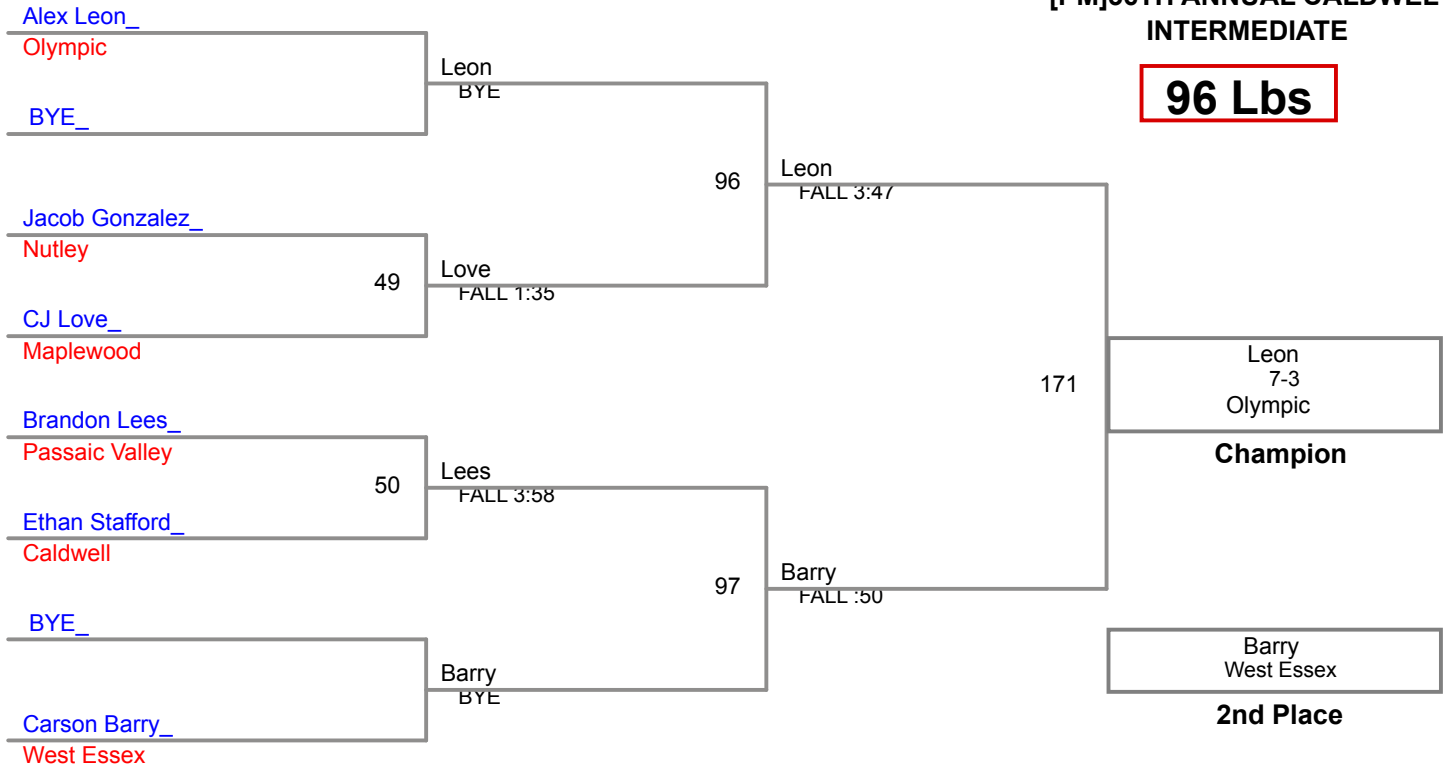 Alex Leon_
Olympic
BYE_
Jacob Gonzalez_
Nutley
CJ Love_
Maplewood
Brandon Lees_
Passaic Valley
Ethan Stafford_
Caldwell
BYE_
Carson Barry_
West Essex
49
50
Leon
BYE
Love
FALL 1:35
Lees
FALL 3:58
Barry
BYE
96
97
Leon
FALL 3:47
Barry
FALL :50
171
ANNUAL
INTERMEDIATE
96 Lbs
Leon
7-3
Olympic
Champion
Barry
West Essex
2nd Place